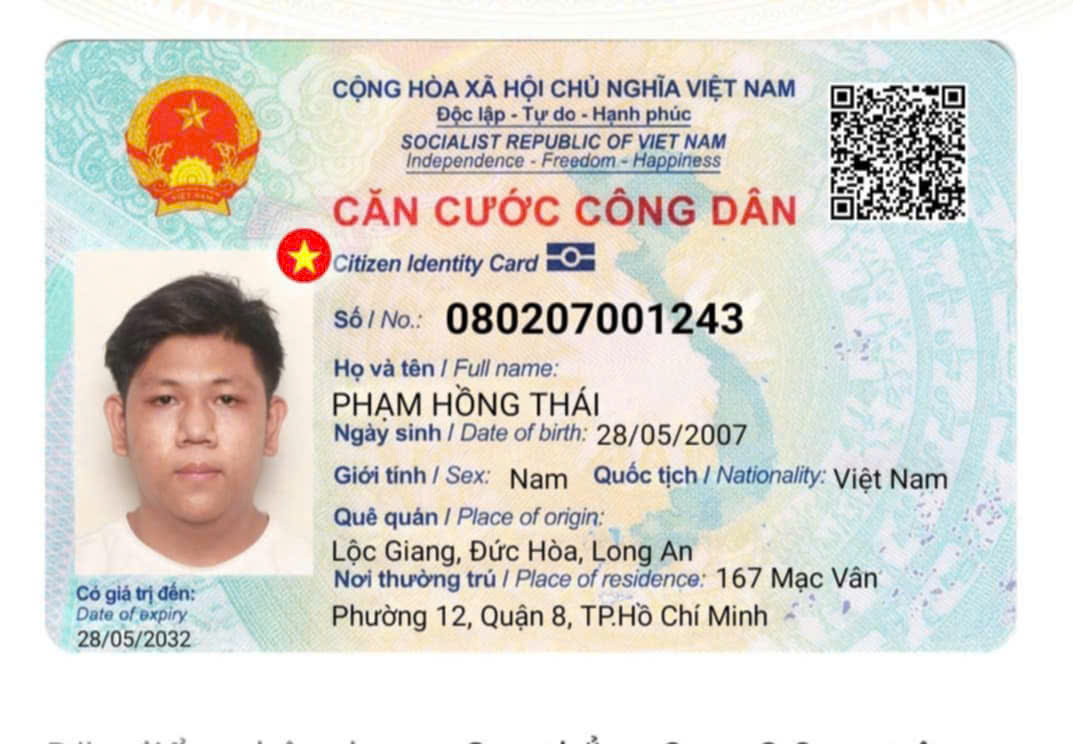 CỘNG HÒA XÃ HỘI CHỦ NGHĨA VIỆT NAM
Độc lập - Tự do - Hạnh phúc
SOCIALIST REPUBLIC OF VIET NAM
Independence - Freedom - Happiness
CĂN CƯỚC CÔNG DÂN
Citizen Identity Card
Số / No.: 080207001243
Họ và tên / Full name:
PHẠM HỒNG THÁI
Ngày sinh / Date of birth: 28/05/2007
Giới tính / Sex: Nam Quốc tịch / Nationality: Việt Nam
Quê quán / Place of origin:
Lộc Giang, Đức Hòa, Long An
Nơi thường trú / Place of residence: 167 Mạc Vân
Phường 12, Quận 8, TP.Hồ Chí Minh
Có giá trị đến:
Date of expiry
28/05/2032
VIỆT NAM